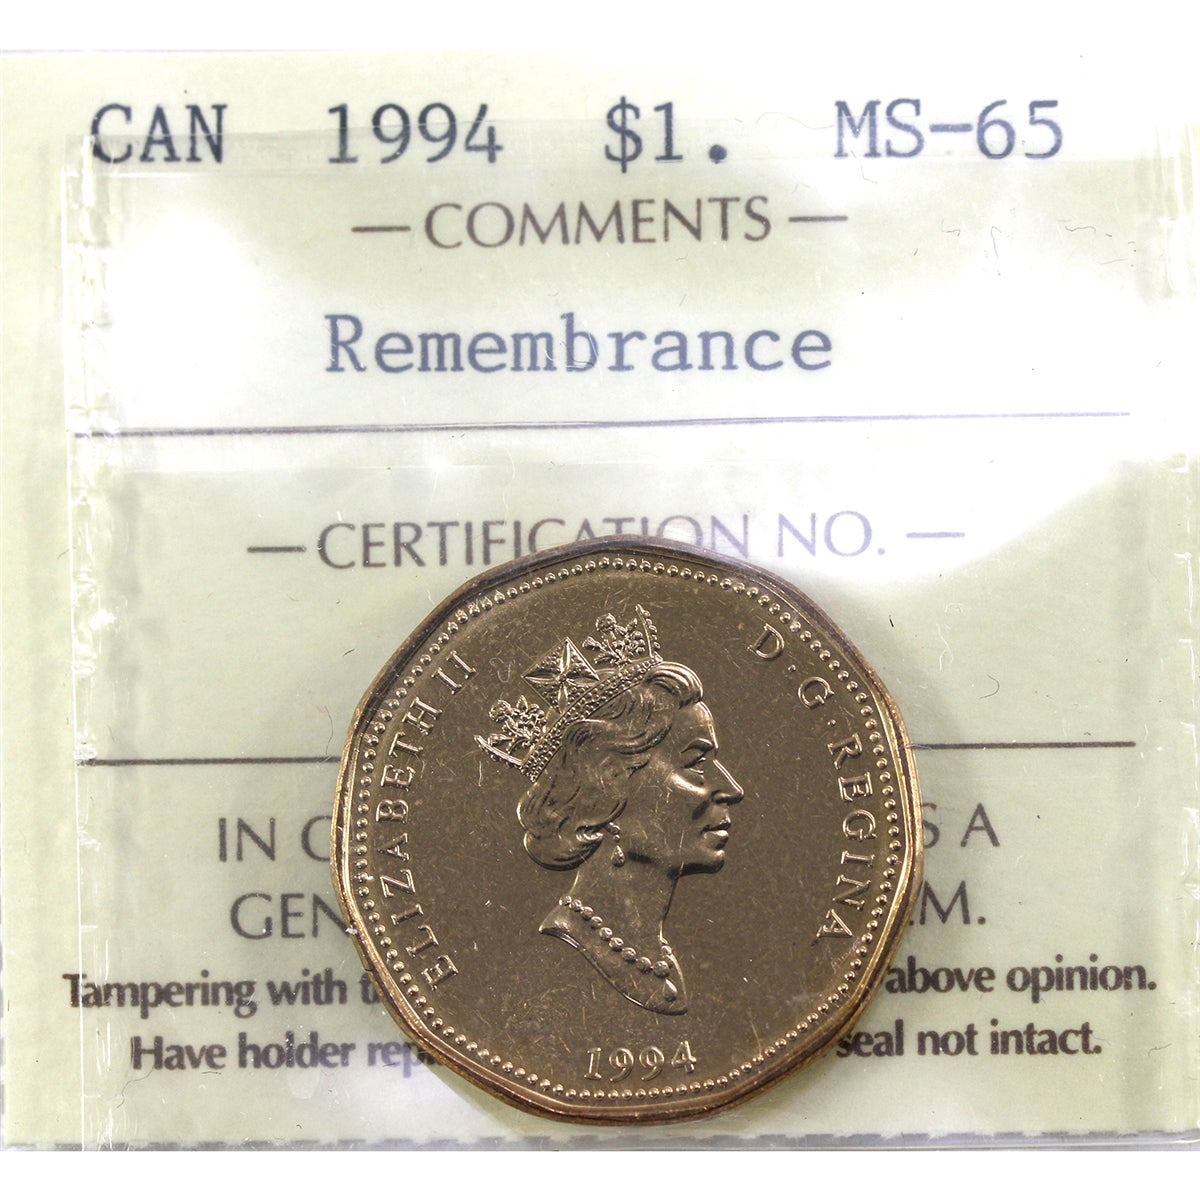 CAN 1994 $1. MS-65
— COMMENTS —
Remembrance
— CERTIFICATION NO. —
IN S A
GEN .M.
Tampering with above opinion.
Have holder seal not intact.
ELIZABETH II D·G·REGINA
1994